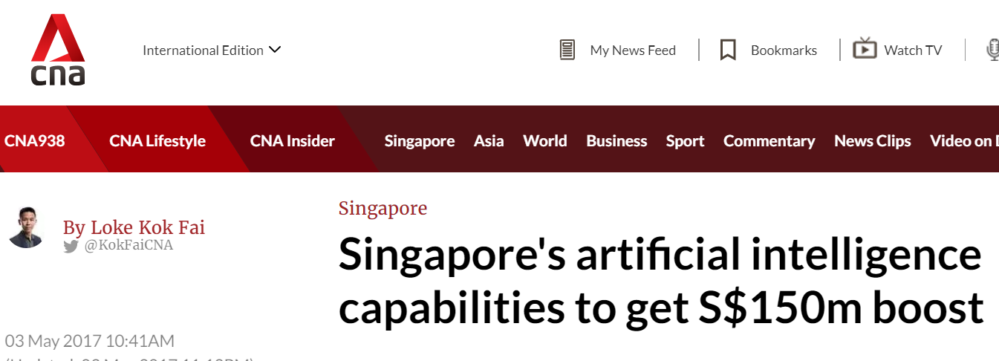 cna
International Edition
My News Feed
Bookmarks
Watch TV
CNA938
CNA Lifestyle
CNA Insider
Singapore
Asia
World
Business
Sport
Commentary
News Clips
Video on
By Loke Kok Fai
@KokFaiCNA
Singapore
Singapore's artificial intelligence
capabilities to get S$150m boost
03 May 2017 10:41AM